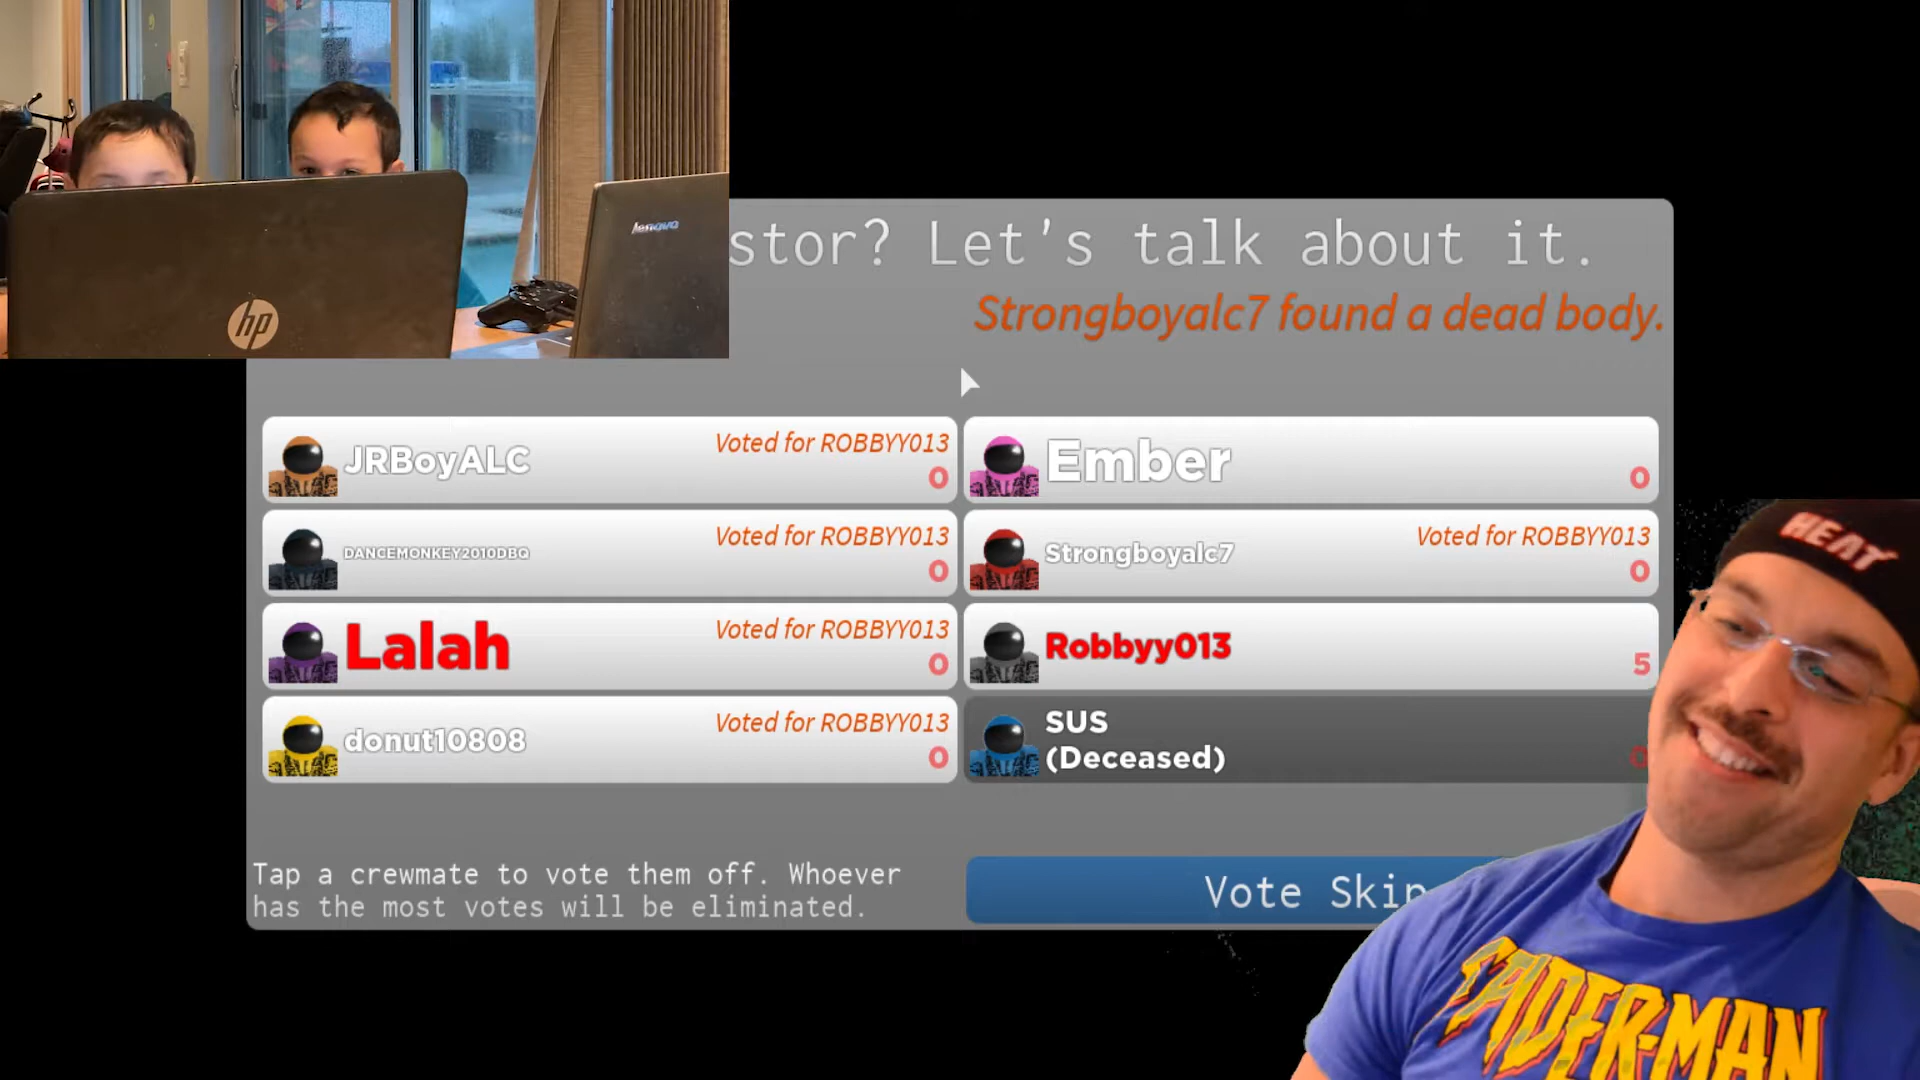 lenovo
hp
stor? Let's talk about it.
Strongboyalc7 found a dead body.
JRBoyALC
Voted for ROBBYY013
0
Ember
0
DANCEMONKEY2010DBQ
Voted for ROBBYY013
0
Strongboyalc7
Voted for ROBBYY013
0
Lalah
Voted for ROBBYY013
0
Robbyy013
5
donut10808
Voted for ROBBYY013
0
SUS
(Deceased)
0
Tap a crewmate to vote them off. Whoever
has the most votes will be eliminated.
Vote Skip
HEAT
SPIDER-MAN